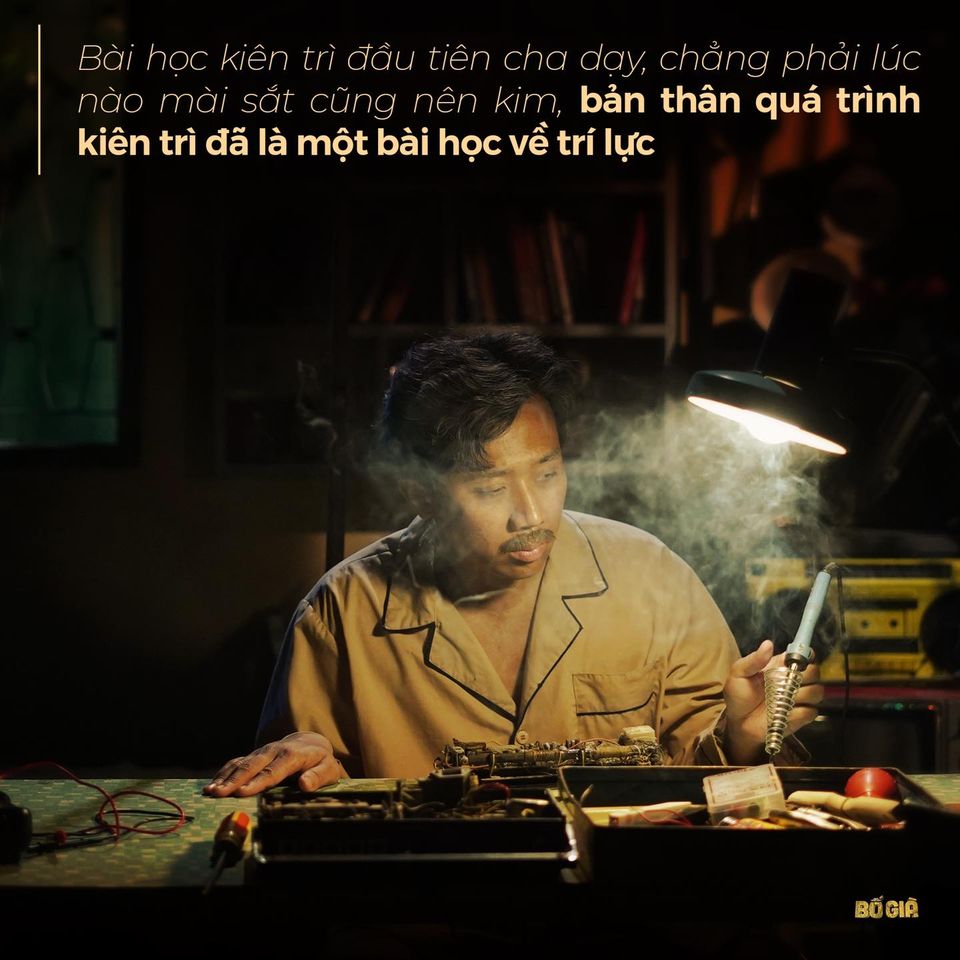 Bài học kiên trì đầu tiên cha dạy, chẳng phải lúc
nào mài sắt cũng nên kim, bản thân quá trình
kiên trì đã là một bài học về trí lực
BỐ GIÀ